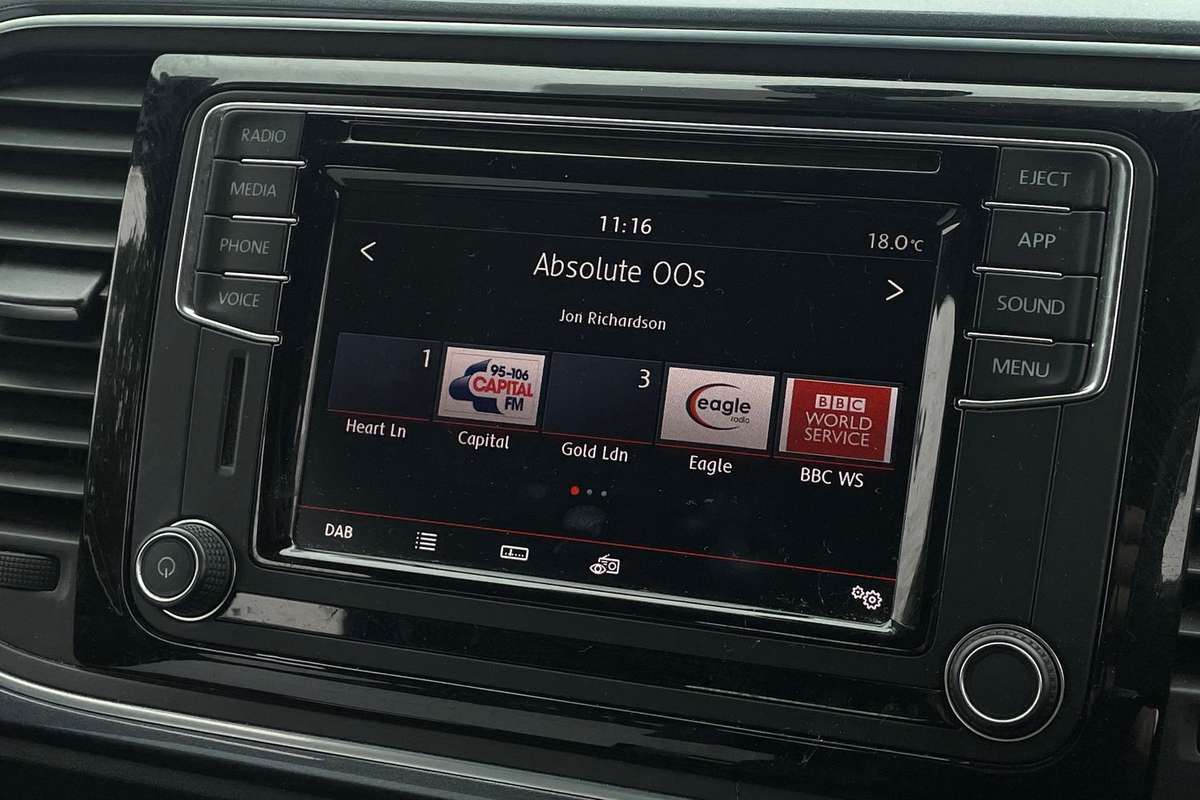 RADIO
MEDIA
PHONE
VOICE
EJECT
APP
SOUND
MENU
11:16
18.0°C
<
Absolute 00s
>
Jon Richardson
1
95-106
CAPITAL
FM
3
eagle
radio
BBC
WORLD
SERVICE
Heart Ln
Capital
Gold Ldn
Eagle
BBC WS
DAB